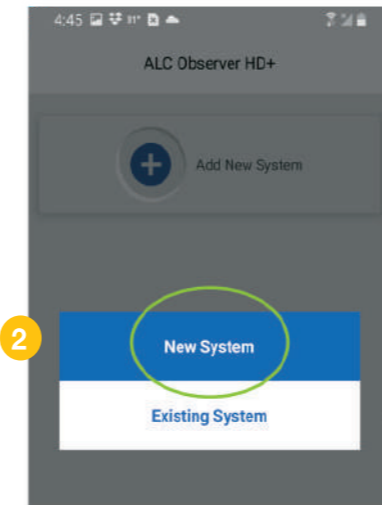 4:45
ALC Observer HD+
Add New System
2
New System
Existing System